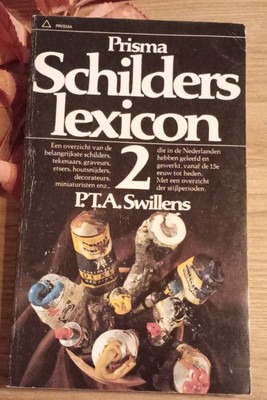 PRISMA
Prisma
Schilders
lexicon
Een overzicht van de
belangrijkste schilders,
tekenaars, graveurs,
etsers, houtsnijders,
decorateurs,
miniaturisten enz.,
2
die in de Nederlanden
hebben geleefd en
gewerkt, vanaf de 15e
eeuw tot heden.
Met een overzicht
der stijlperioden.
P.T.A. Swillens